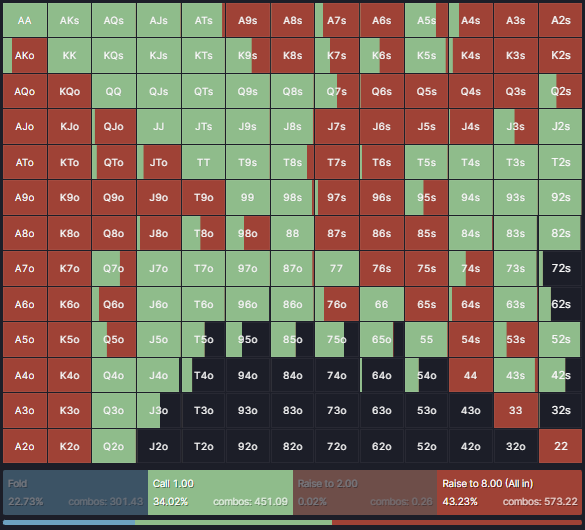 AA AKs AQs AJs ATs A9s A8s A7s A6s A5s A4s A3s A2s
AKo KK KQs KJs KTs K9s K8s K7s K6s K5s K4s K3s K2s
AQo KQo QQ QJs QTs Q9s Q8s Q7s Q6s Q5s Q4s Q3s Q2s
AJo KJo QJo JJ JTs J9s J8s J7s J6s J5s J4s J3s J2s
ATo KTo QTo JTo TT T9s T8s T7s T6s T5s T4s T3s T2s
A9o K9o Q9o J9o T9o 99 98s 97s 96s 95s 94s 93s 92s
A8o K8o Q8o J8o T8o 98o 88 87s 86s 85s 84s 83s 82s
A7o K7o Q7o J7o T7o 97o 87o 77 76s 75s 74s 73s 72s
A6o K6o Q6o J6o T6o 96o 86o 76o 66 65s 64s 63s 62s
A5o K5o Q5o J5o T5o 95o 85o 75o 65o 55 54s 53s 52s
A4o K4o Q4o J4o T4o 94o 84o 74o 64o 54o 44 43s 42s
A3o K3o Q3o J3o T3o 93o 83o 73o 63o 53o 43o 33 32s
A2o K2o Q2o J2o T2o 92o 82o 72o 62o 52o 42o 32o 22
Fold Call 1.00 Raise to 2.00 Raise to 8.00 (All in)
22.73% combos: 301.43 34.02% combos: 451.09 0.02% combos: 0.28 43.23% combos: 573.22